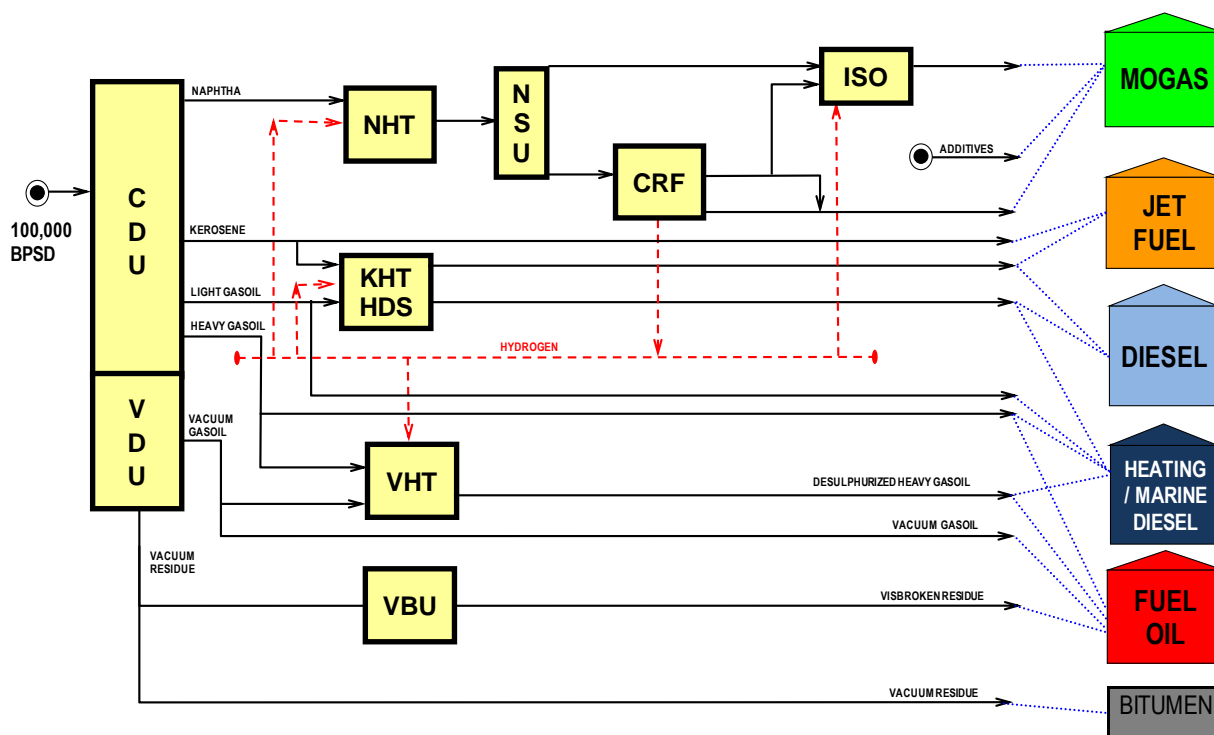 NAPHTHA
NHT
N
S
U
ISO
MOGAS
ADDITIVES
CRF
C
D
U
100,000
BPSD
KEROSENE
JET
FUEL
KHT
HDS
LIGHT GASOIL
HEAVY GASOIL
HYDROGEN
DIESEL
V
D
U
VACUUM
GASOIL
VHT
DESULPHURIZED HEAVY GASOIL
HEATING
/ MARINE
DIESEL
VACUUM GASOIL
VACUUM
RESIDUE
VBU
VISBROKEN RESIDUE
FUEL
OIL
VACUUM RESIDUE
BITUMEN